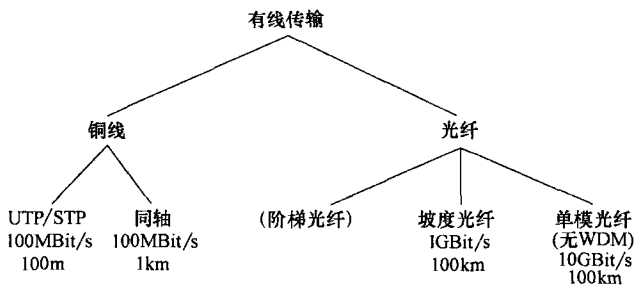 有线传输
铜线 光纤
UTP/STP 同轴 (阶梯光纤) 坡度光纤 单模光纤
100MBit/s 100MBit/s IGBit/s (无WDM)
100m 1km 100km 10GBit/s
100km